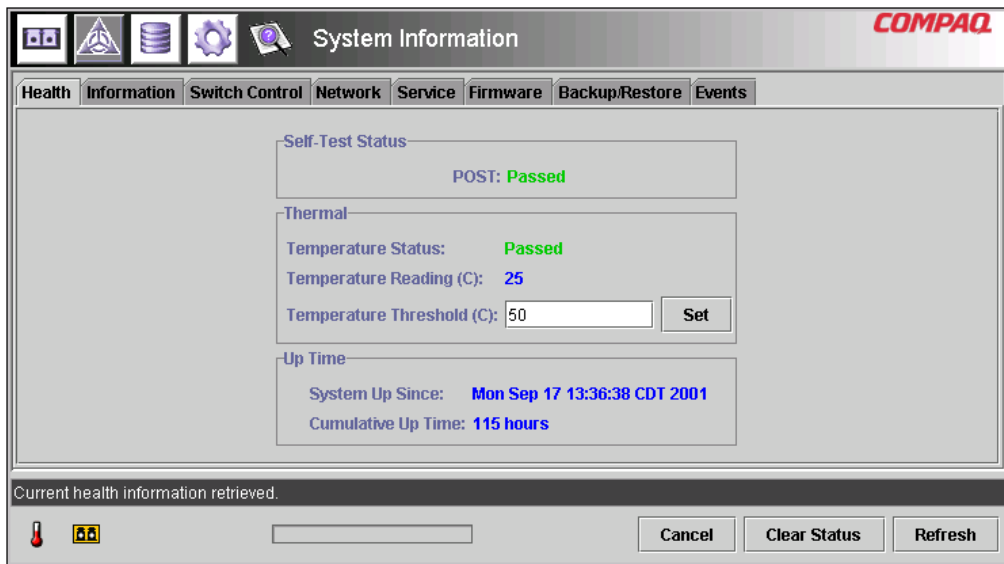 System Information
COMPAQ
Health Information Switch Control Network Service Firmware Backup/Restore Events
Self-Test Status
POST: Passed
Thermal
Temperature Status: Passed
Temperature Reading (C): 25
Temperature Threshold (C): 50 Set
Up Time
System Up Since: Mon Sep 17 13:36:38 CDT 2001
Cumulative Up Time: 115 hours
Current health information retrieved.
Cancel Clear Status Refresh